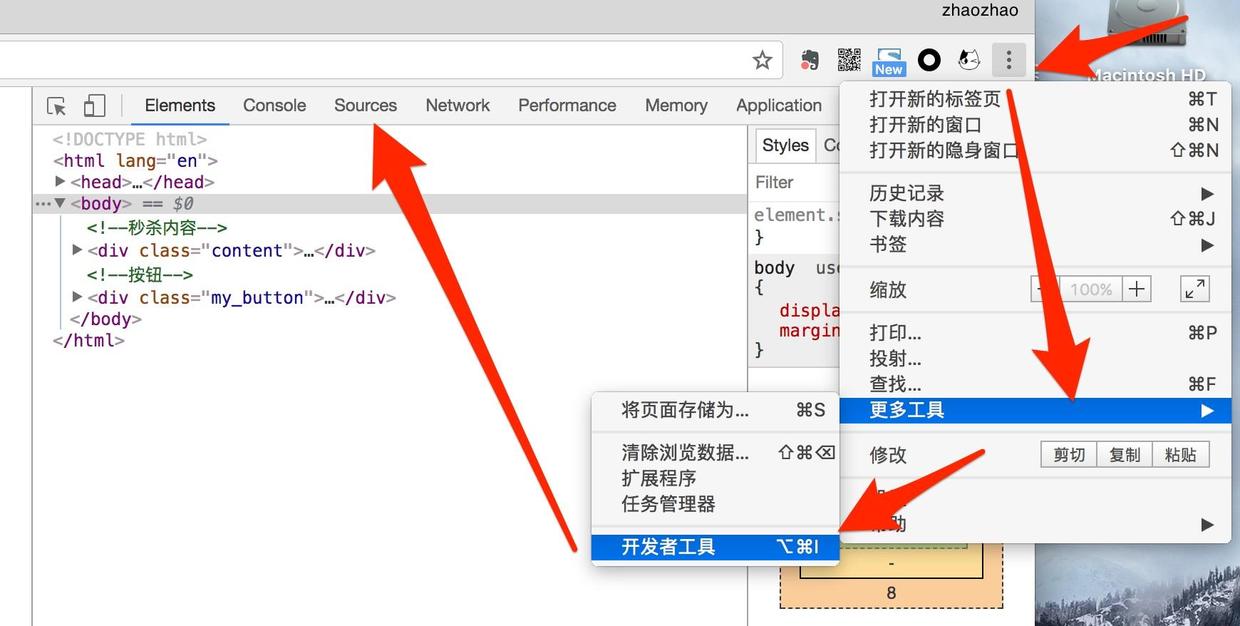 zhaozhao
New
Macintosh HD
Elements Console Sources Network Performance Memory Application
<!DOCTYPE html>
<html lang="en">
▶<head>…</head>
…▼<body> == $0
<!--秒杀内容-->
▶<div class="content">…</div>
<!--按钮-->
▶<div class="my_button">…</div>
</body>
</html>
Styles
Filter
element.
}
body
{
}
打开新的标签页 ⌘T
打开新的窗口 ⌘N
打开新的隐身窗口 ⇧⌘N
历史记录 ▶
下载内容 ⇧⌘J
书签 ▶
缩放 100% +
打印... ⌘P
投射...
查找... ⌘F
更多工具 ▶
修改 剪切 复制 粘贴
▶
将页面存储为... ⌘S
清除浏览数据... ⇧⌘⌫
扩展程序
任务管理器
开发者工具 ⌥⌘I
-
8